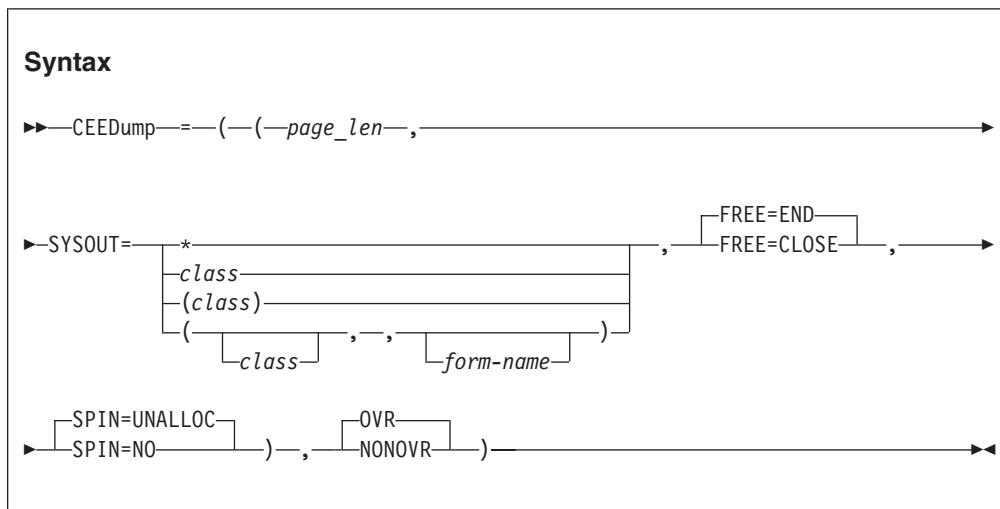 Syntax
CEEDump = ( ( page_len ,
FREE=END
SYSOUT= * , FREE=CLOSE ,
class
(class)
( , , )
class form-name
SPIN=UNALLOC OVR
SPIN=NO ) , NONOVR )